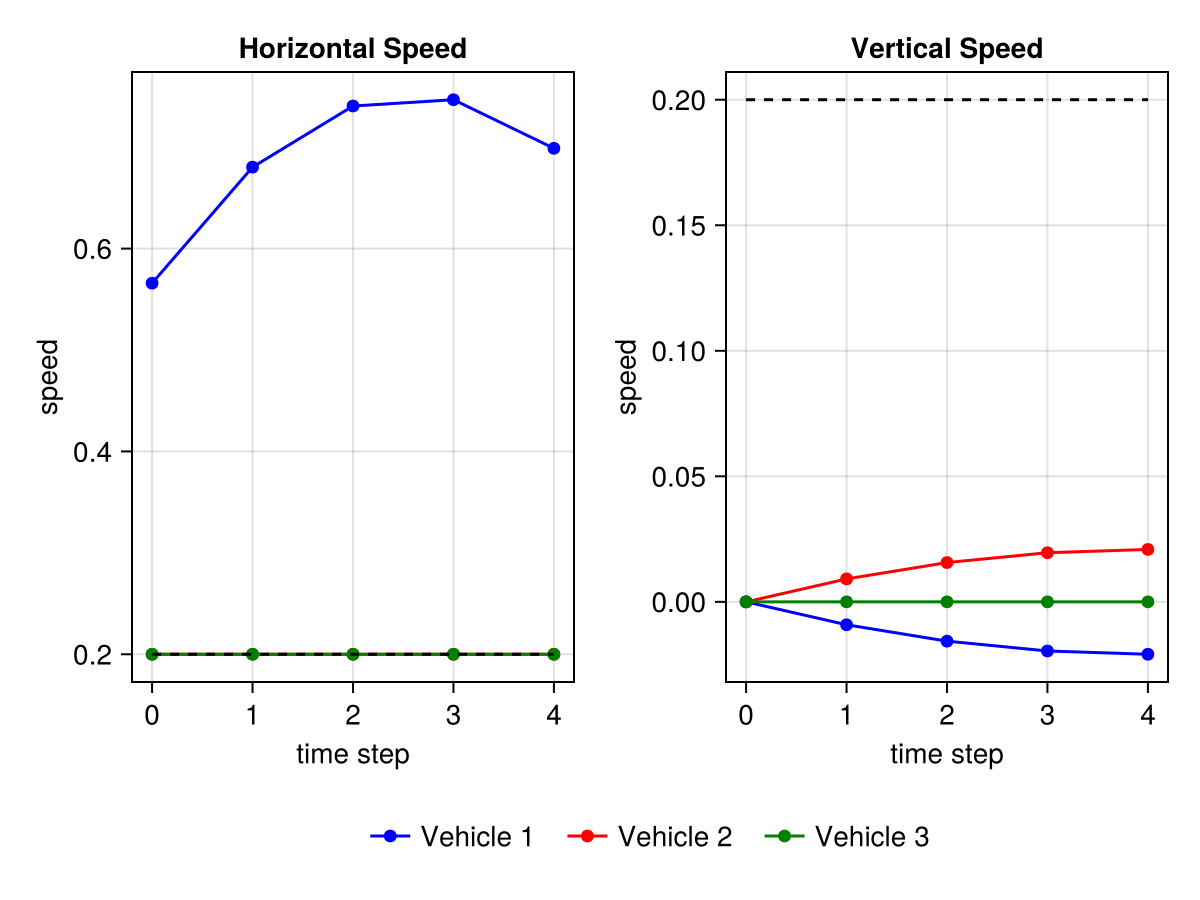 Horizontal Speed
speed
0.6
0.4
0.2
0 1 2 3 4
time step
Vertical Speed
speed
0.20
0.15
0.10
0.05
0.00
0 1 2 3 4
time step
Vehicle 1 Vehicle 2 Vehicle 3